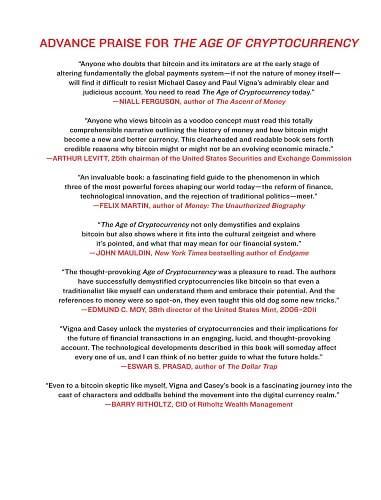 ADVANCE PRAISE FOR THE AGE OF CRYPTOCURRENCY
“Anyone who doubts that bitcoin and its imitators are at the early stage of
altering fundamentally the global payments system—if not the nature of money itself—
will find it difficult to resist Michael Casey and Paul Vigna’s admirably clear and
judicious account. You need to read The Age of Cryptocurrency today.”
—NIALL FERGUSON, author of The Ascent of Money
“Anyone who views bitcoin as a voodoo concept must read this totally
comprehensible narrative outlining the history of money and how bitcoin might
become a new and better currency. This clearheaded and readable book sets forth
credible reasons why bitcoin might or might not be an evolving economic miracle.”
—ARTHUR LEVITT, 25th chairman of the United States Securities and Exchange Commission
“An invaluable book: a fascinating field guide to the phenomenon in which
three of the most powerful forces shaping our world today—the reform of finance,
technological innovation, and the rejection of traditional politics—meet.”
—FELIX MARTIN, author of Money: The Unauthorized Biography
“The Age of Cryptocurrency not only demystifies and explains
bitcoin but also shows where it fits into the cultural zeitgeist and where
it’s pointed, and what that may mean for our financial system.”
—JOHN MAULDIN, New York Times bestselling author of Endgame
“The thought-provoking Age of Cryptocurrency was a pleasure to read. The authors
have successfully demystified cryptocurrencies like bitcoin so that even a
traditionalist like myself can understand them and embrace their potential. And the
references to money were so spot-on, they even taught this old dog some new tricks.”
—EDMUND C. MOY, 38th director of the United States Mint, 2006–2011
“Vigna and Casey unlock the mysteries of cryptocurrencies and their implications for
the future of financial transactions in an engaging, lucid, and thought-provoking
account. The technological developments described in this book will someday affect
every one of us, and I can think of no better guide to what the future holds.”
—ESWAR S. PRASAD, author of The Dollar Trap
“Even to a bitcoin skeptic like myself, Vigna and Casey’s book is a fascinating journey into the
cast of characters and oddballs behind the movement into the digital currency realm.”
—BARRY RITHOLTZ, CIO of Ritholtz Wealth Management